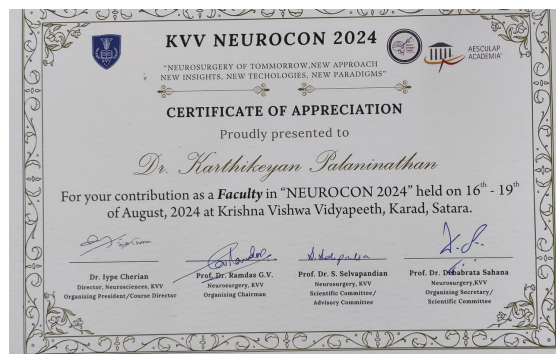 KVV NEUROCON 2024
AESCULAP
ACADEMIA
"NEUROSURGERY OF TOMMORROW.NEW APPROACH
NEW INSIGHTS, NEW TECHOLOGIES, NEW PARADIGMS"
CERTIFICATE OF APPRECIATION
Proudly presented to
Dr. Karthikeyan Palaninathan
For your contribution as a Faculty in "NEUROCON 2024" held on 16th - 19th
of August, 2024 at Krishna Vishwa Vidyapeeth, Karad, Satara.
Dr. Iype Cherian
Director, Neurosciences, KVV
Organizing President/Course Director
Prof. Dr. Ramdas G.V.
Neurosurgery, KVV
Organizing Chairman
Prof. Dr. S. Selvapandian
Neurosurgery, KVV
Scientific Committee/
Advisory Committee
Prof. Dr. Debabrata Sahana
Neurosurgery,KVV
Organizing Secretary/
Scientific Committee